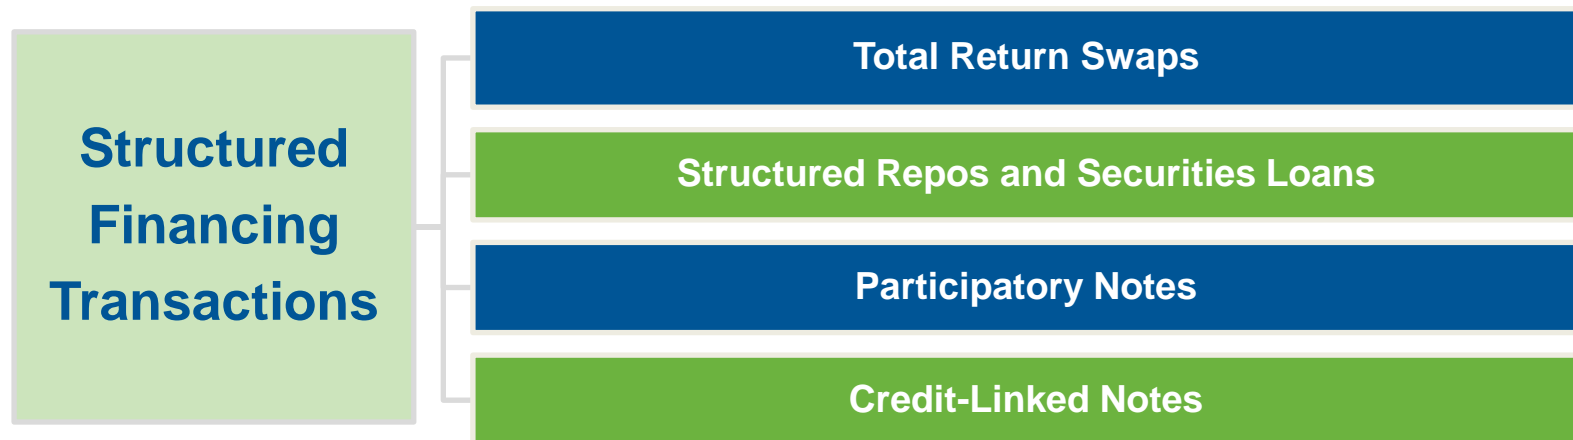 Structured
Financing
Transactions
Total Return Swaps
Structured Repos and Securities Loans
Participatory Notes
Credit-Linked Notes